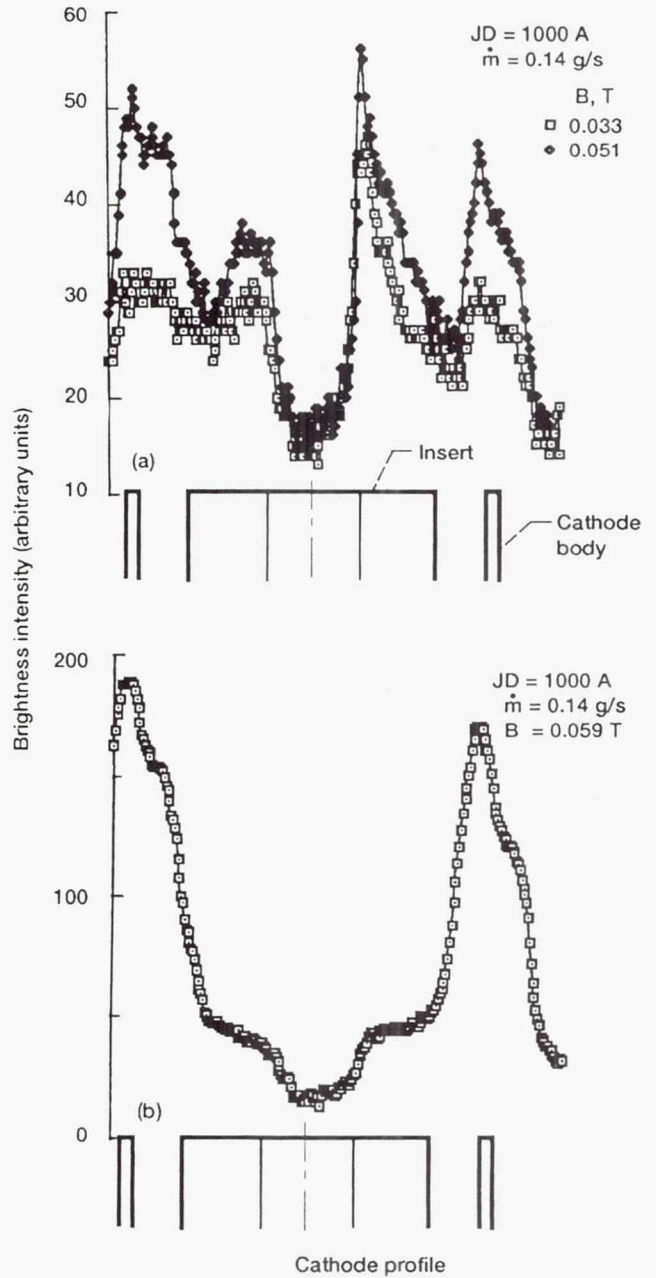 60
50
40
30
20
10
JD = 1000 A
ṁ = 0.14 g/s
B, T
0.033
0.051
(a)
Insert
Cathode
body
Brightness intensity (arbitrary units)
200
100
0
JD = 1000 A
ṁ = 0.14 g/s
B = 0.059 T
(b)
Cathode profile